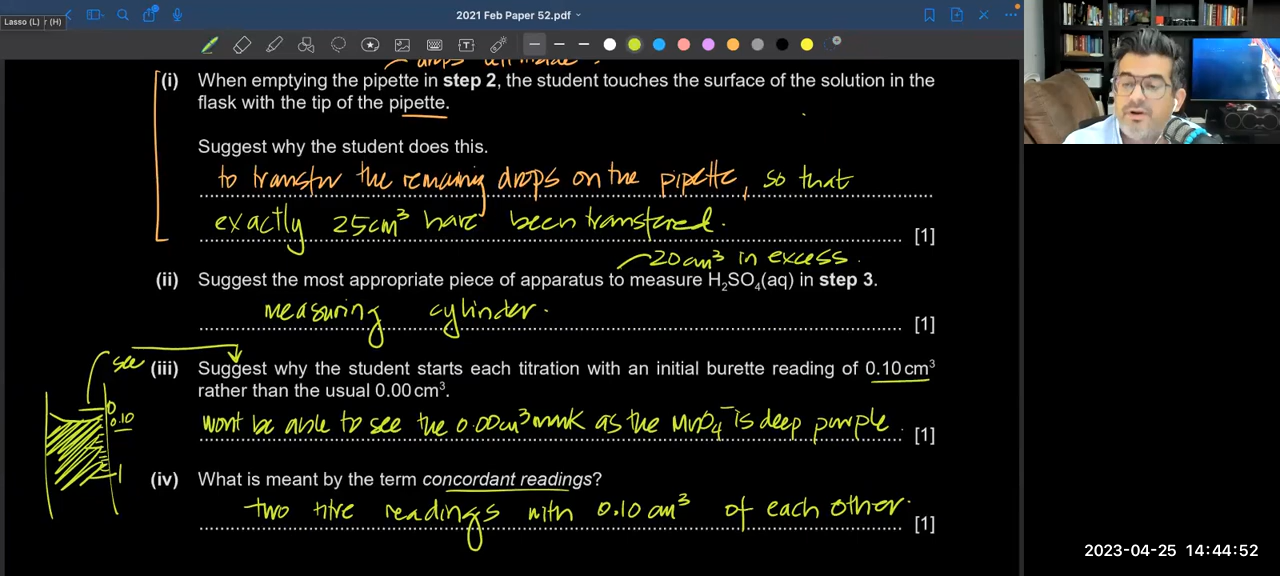 2021 Feb Paper 52.pdf
Lasso (L)
r (H)
(i) When emptying the pipette in step 2, the student touches the surface of the solution in the
flask with the tip of the pipette.
Suggest why the student does this.
to transfer the remaining drops on the pipette, so that
exactly 25cm³ have been transfered. [1]
20cm³ in excess.
(ii) Suggest the most appropriate piece of apparatus to measure H₂SO₄(aq) in step 3.
measuring cylinder. [1]
see
(iii) Suggest why the student starts each titration with an initial burette reading of 0.10 cm³
rather than the usual 0.00 cm³.
0
0.10
1
wont be able to see the 0.00cm³ mark as the MnO₄⁻ is deep purple. [1]
(iv) What is meant by the term concordant readings?
two titre readings with 0.10 cm³ of each other. [1]
2023-04-25 14:44:52